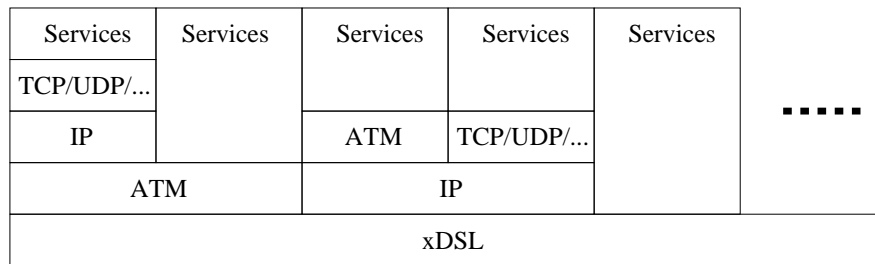 Services Services Services Services Services
TCP/UDP/...
IP ATM TCP/UDP/...
ATM IP
xDSL